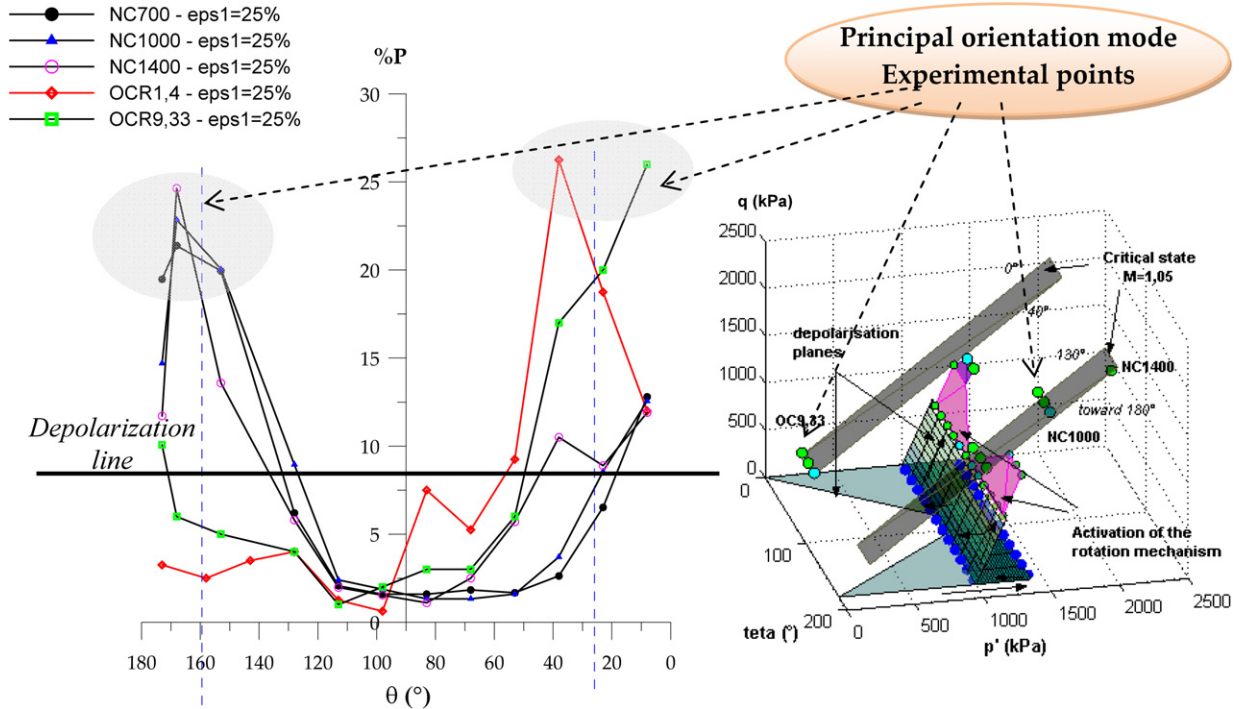 NC700 - eps1=25%
NC1000 - eps1=25%
NC1400 - eps1=25%
OCR1,4 - eps1=25%
OCR9,33 - eps1=25%
Principal orientation mode
Experimental points
%P
30
25
20
15
10
5
0
Depolarization
line
180
160
140
120
100
80
60
40
20
0
θ (°)
q (kPa)
2500
2000
1500
1000
500
0
0
100
200
teta (°)
0
500
1000
1500
2000
2500
p' (kPa)
0°
40°
130°
toward 180°
Critical state
M=1,05
depolarisation
planes
NC1400
NC1000
OC9,33
Activation of the
rotation mechanism